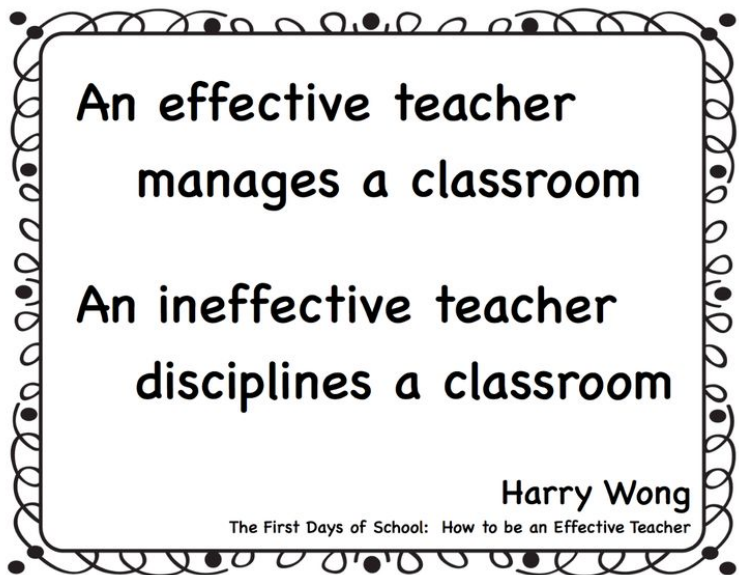 An effective teacher
manages a classroom
An ineffective teacher
disciplines a classroom
Harry Wong
The First Days of School: How to be an Effective Teacher